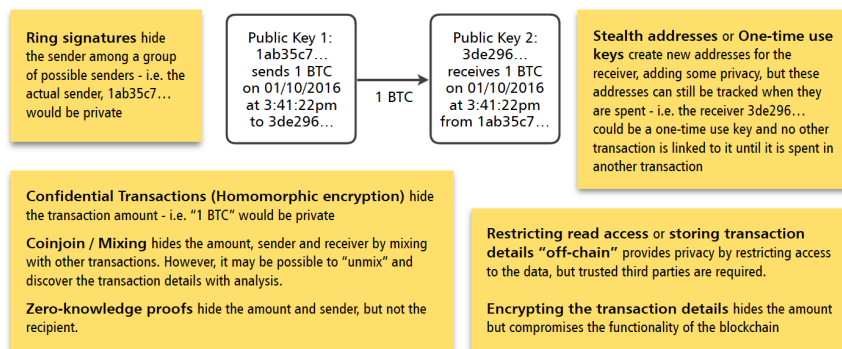 Ring signatures hide
the sender among a group
of possible senders - i.e. the
actual sender, 1ab35c7...
would be private
Public Key 1:
1ab35c7...
sends 1 BTC
on 01/10/2016
at 3:41:22pm
to 3de296...
1 BTC
Public Key 2:
3de296...
receives 1 BTC
on 01/10/2016
at 3:41:22pm
from 1ab35c7...
Stealth addresses or One-time use
keys create new addresses for the
receiver, adding some privacy, but these
addresses can still be tracked when they
are spent - i.e. the receiver 3de296...
could be a one-time use key and no other
transaction is linked to it until it is spent in
another transaction
Confidential Transactions (Homomorphic encryption) hide
the transaction amount - i.e. “1 BTC” would be private
Coinjoin / Mixing hides the amount, sender and receiver by mixing
with other transactions. However, it may be possible to “unmix” and
discover the transaction details with analysis.
Zero-knowledge proofs hide the amount and sender, but not the
recipient.
Restricting read access or storing transaction
details “off-chain” provides privacy by restricting access
to the data, but trusted third parties are required.
Encrypting the transaction details hides the amount
but compromises the functionality of the blockchain